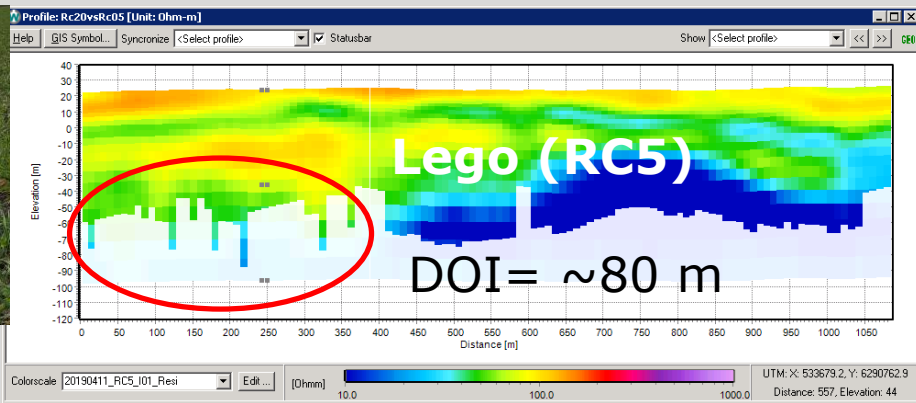 Profile: Rc20vsRc05 [Unit: Ohm-m]
Help GIS Symbol... Syncronize <Select profile> Statusbar Show <Select profile> << >> GEO
40
30
20
10
0
-10
-20
-30
-40
-50
-60
-70
-80
-90
-100
-110
-120
Elevation [m]
Lego (RC5)
DOI= ~80 m
0 50 100 150 200 250 300 350 400 450 500 550 600 650 700 750 800 850 900 950 1000 1050
Distance [m]
Colorscale 20190411_RC5_I01_Resi Edit ... [Ohmm]
10.0 100.0 1000.0
UTM: X: 533679.2, Y: 6290762.9
Distance: 557, Elevation: 44